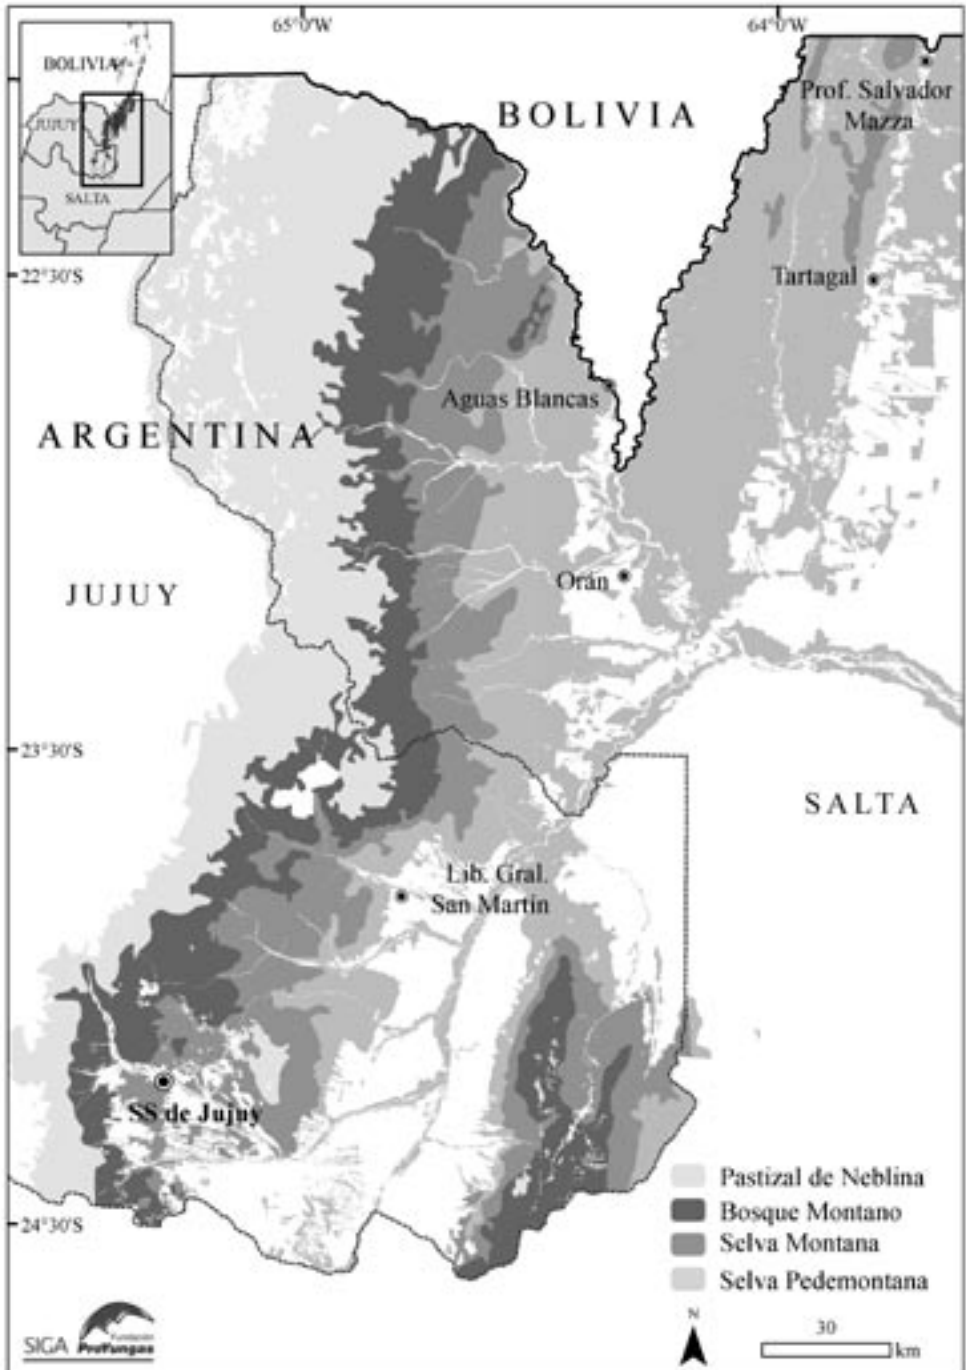 65°0'W
64°0'W
BOLIVIA
JUJUY
SALTA
BOLIVIA
Prof. Salvador
Mazza
22°30'S
Tartagal
Aguas Blancas
ARGENTINA
JUJUY
Orán
23°30'S
SALTA
Lib. Gral.
San Martín
SS de Jujuy
24°30'S
Pastizal de Neblina
Bosque Montano
Selva Montana
Selva Pedemontana
SIGA
Fundación
ProYungas
N
30
km